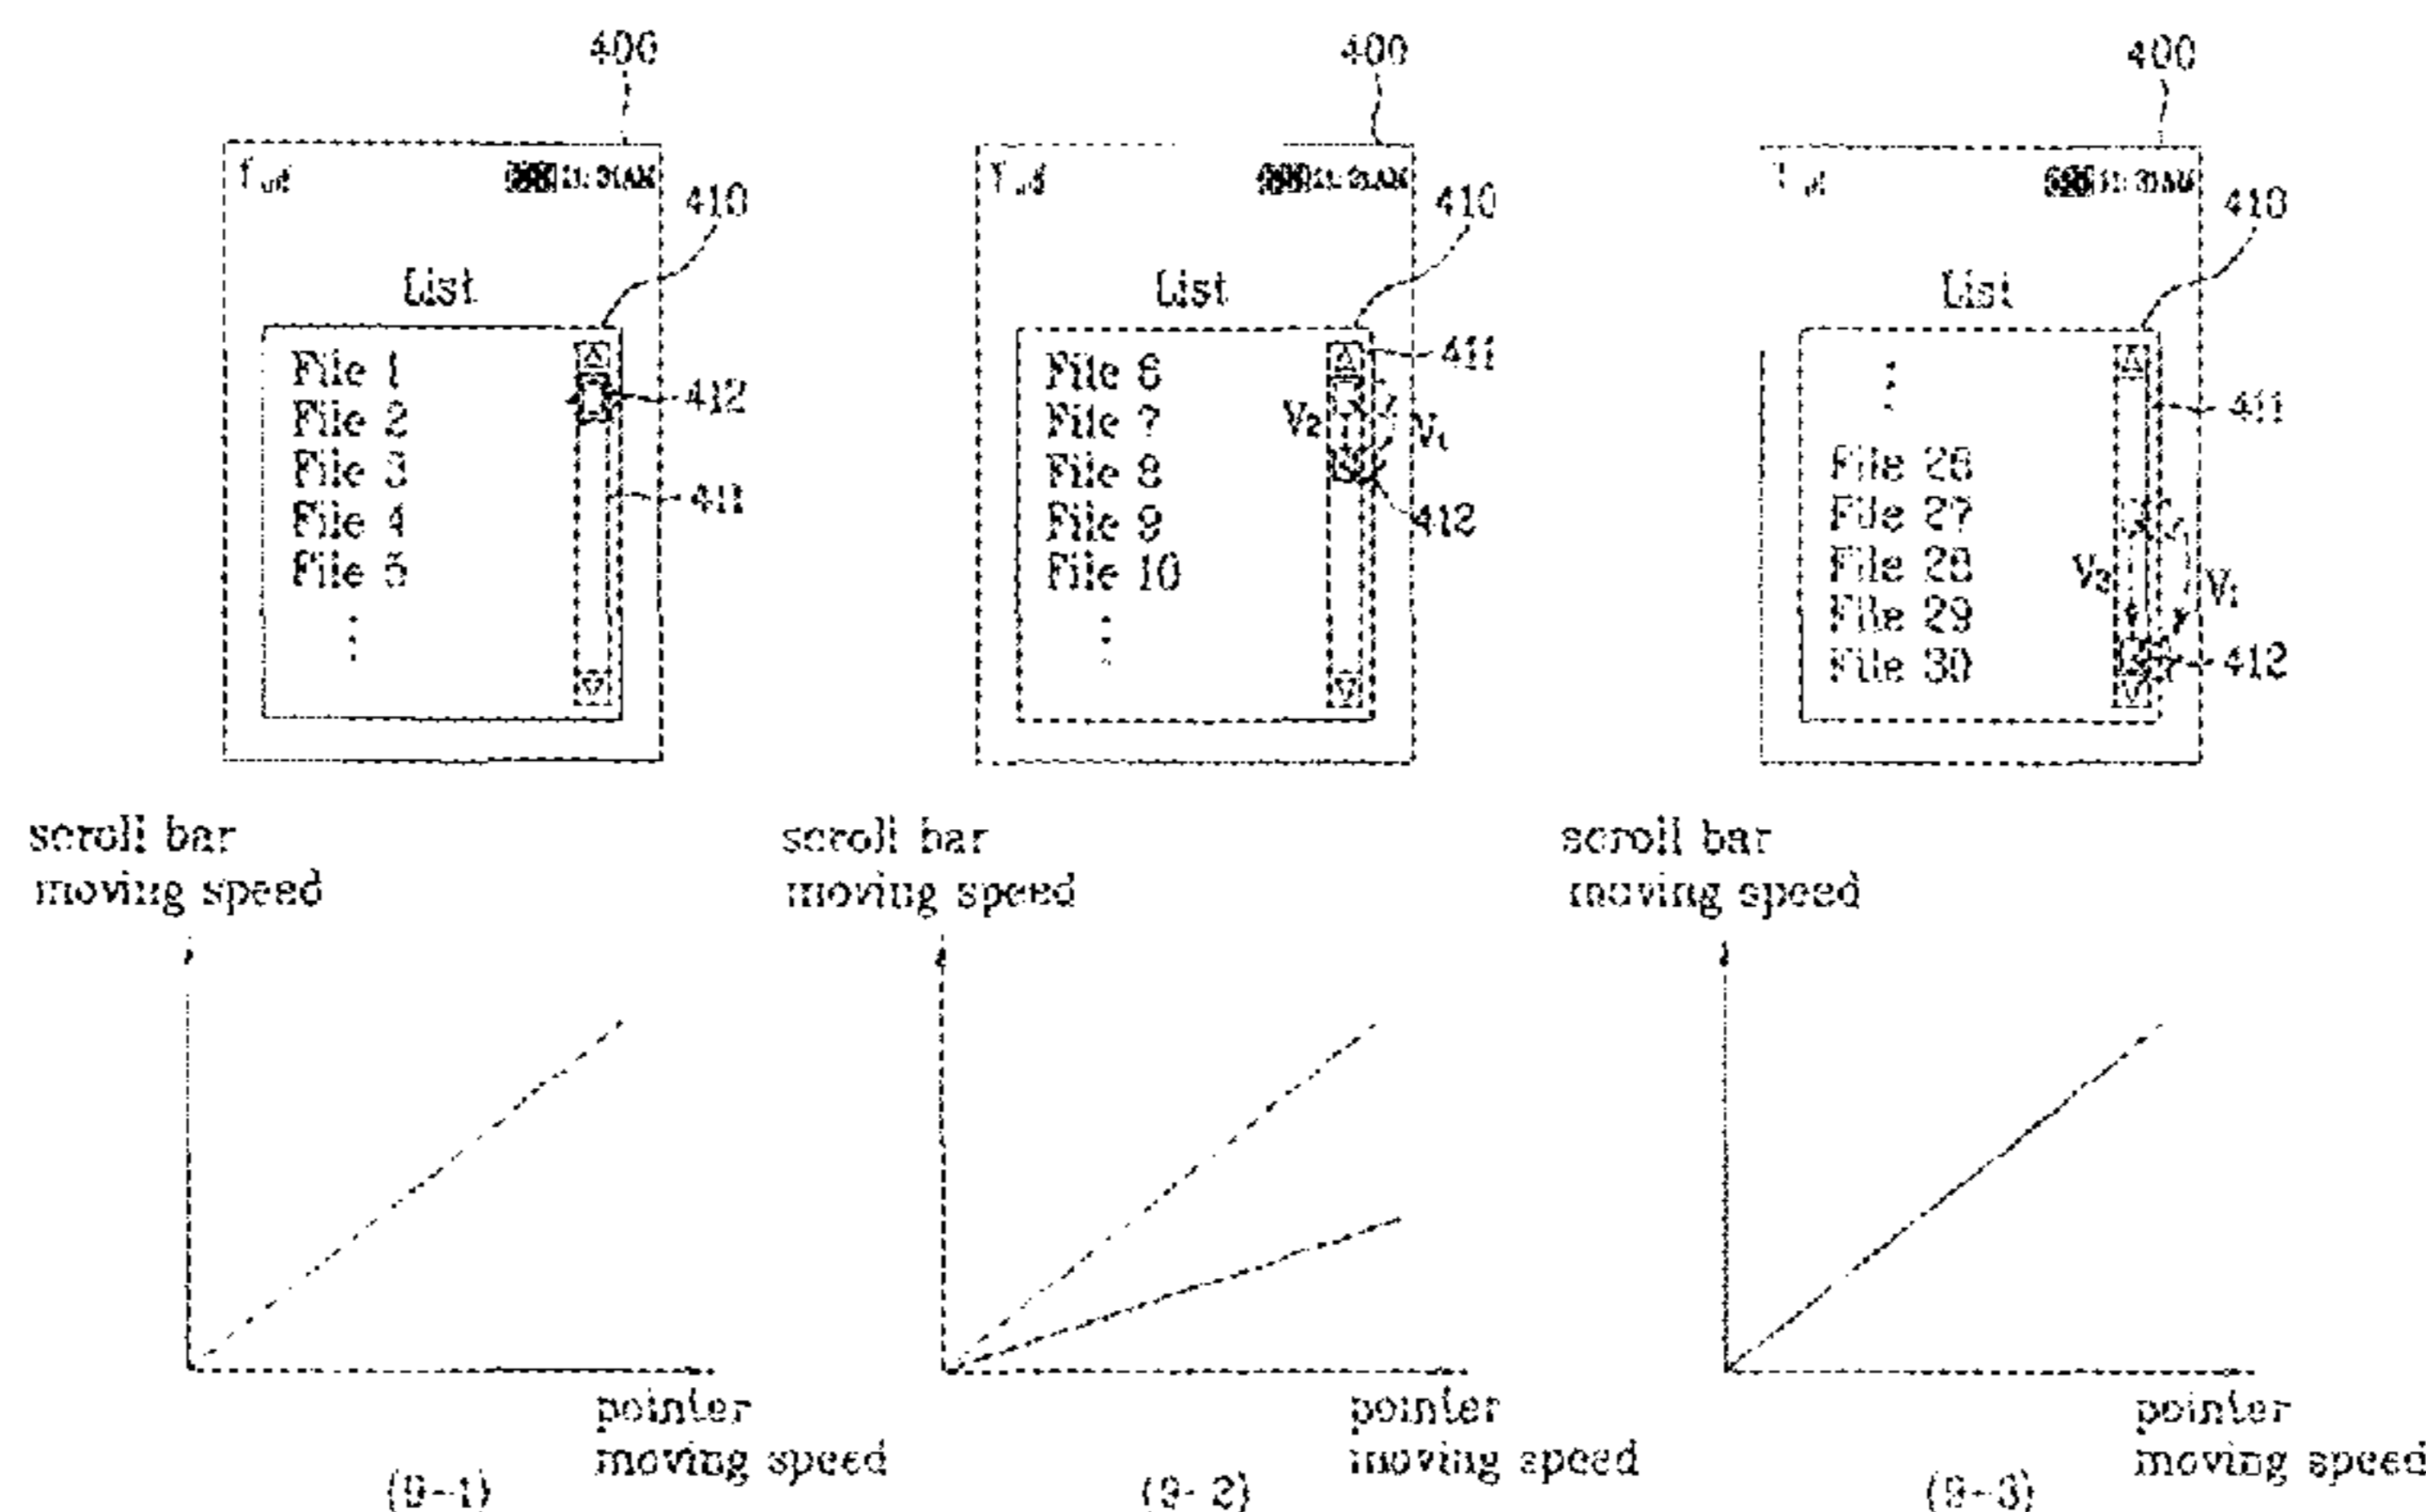 400
410
List
File 1
File 2
File 3
File 4
File 5
412
411
scroll bar
moving speed
pointer
moving speed
(9-1)
400
410
List
File 6
File 7
File 8
File 9
File 10
411
V2
V1
412
scroll bar
moving speed
pointer
moving speed
(9-2)
400
410
List
File 26
File 27
File 28
File 29
File 30
411
V2
V1
412
scroll bar
moving speed
pointer
moving speed
(9-3)